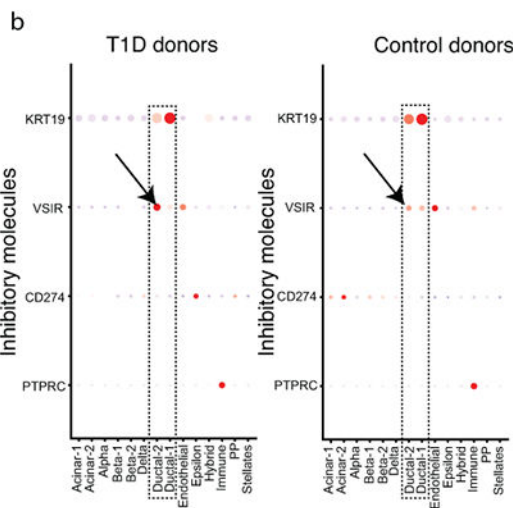 b
T1D donors
Control donors
Inhibitory molecules
KRT19
VSIR
CD274
PTPRC
Acinar-1
Acinar-2
Alpha
Beta-1
Beta-2
Delta
Ductal-2
Ductal-1
Endothelial
Epsilon
Hybrid
Immune
PP
Stellates
Inhibitory molecules
KRT19
VSIR
CD274
PTPRC
Acinar-1
Acinar-2
Alpha
Beta-1
Beta-2
Delta
Ductal-2
Ductal-1
Endothelial
Epsilon
Hybrid
Immune
PP
Stellates